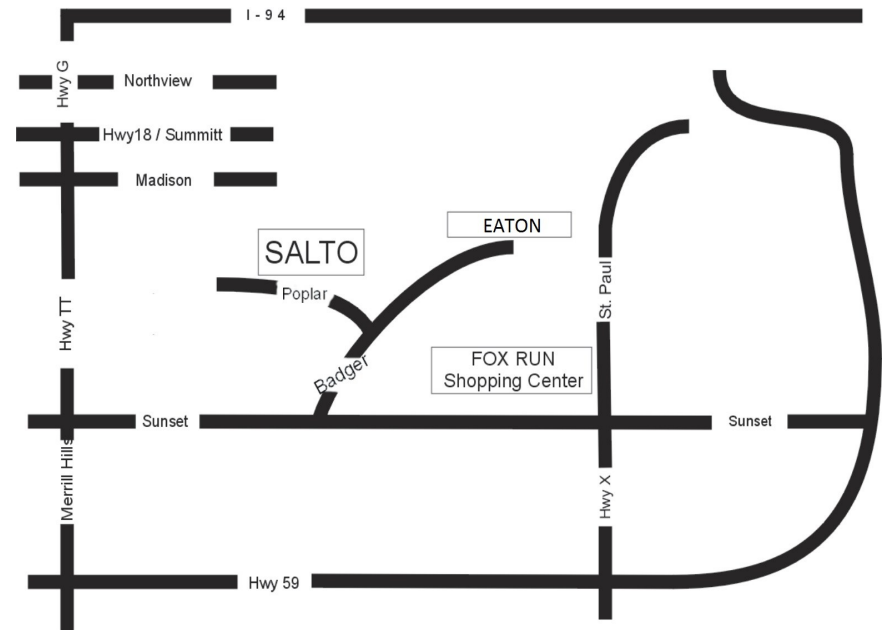 I - 9 4
Hwy G
Northview
Hwy18 / Summitt
Madison
EATON
SALTO
St. Paul
Poplar
Hwy TT
FOX RUN
Shopping Center
Badger
Sunset
Sunset
Merrill Hills
Hwy X
Hwy 59